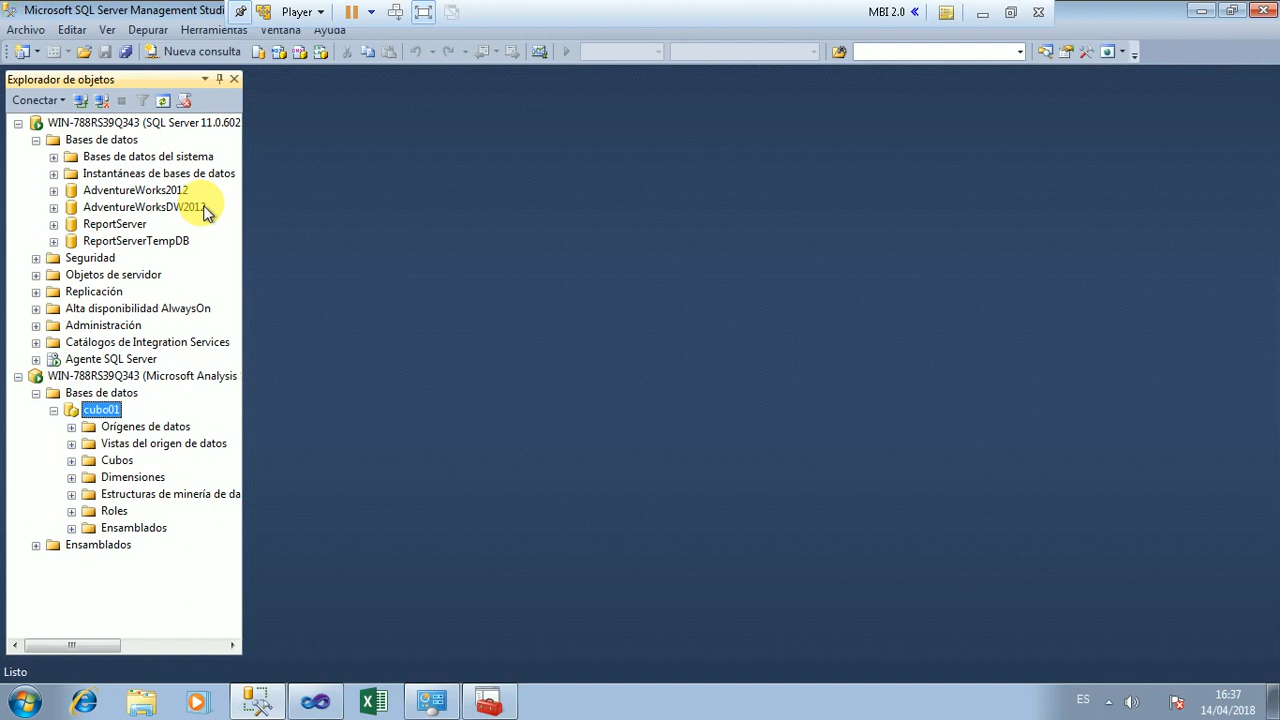 Microsoft SQL Server Management Studi
Player
MBI 2.0
Archivo Editar Ver Depurar Herramientas Ventana Ayuda
Nueva consulta
Explorador de objetos
Conectar
WIN-788RS39Q343 (SQL Server 11.0.602
Bases de datos
Bases de datos del sistema
Instantáneas de bases de datos
AdventureWorks2012
AdventureWorksDW2012
ReportServer
ReportServerTempDB
Seguridad
Objetos de servidor
Replicación
Alta disponibilidad AlwaysOn
Administración
Catálogos de Integration Services
Agente SQL Server
WIN-788RS39Q343 (Microsoft Analysis
Bases de datos
cubo01
Orígenes de datos
Vistas del origen de datos
Cubos
Dimensiones
Estructuras de minería de da
Roles
Ensamblados
Ensamblados
Listo
ES
16:37
14/04/2018